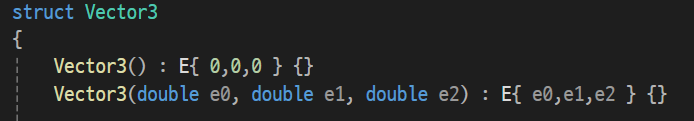 struct Vector3
{
Vector3() : E{ 0,0,0 } {}
Vector3(double e0, double e1, double e2) : E{ e0,e1,e2 } {}